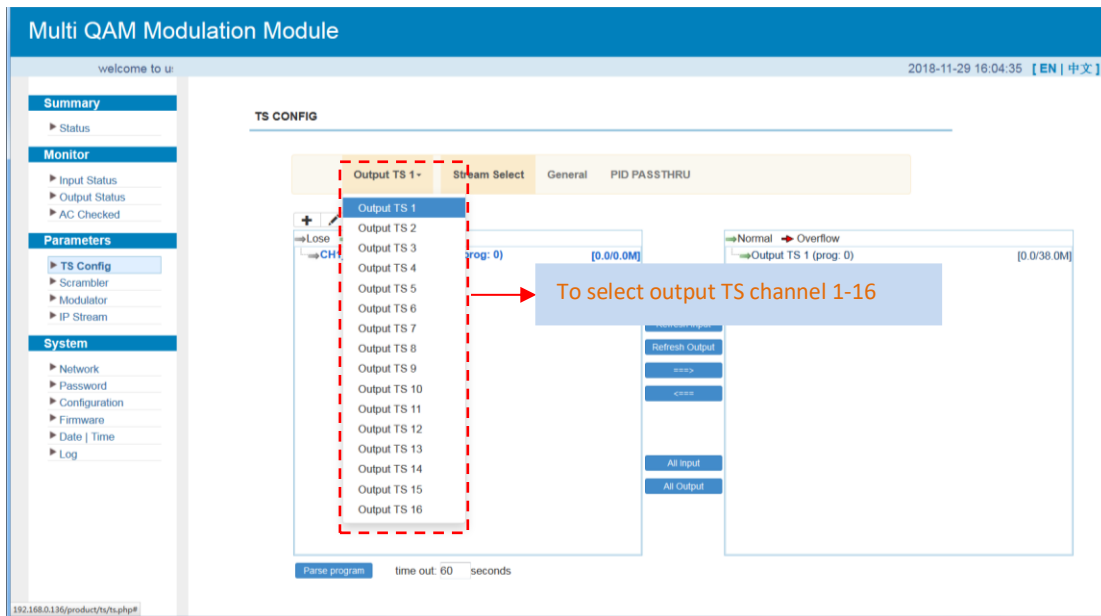 Multi QAM Modulation Module
welcome to u
2018-11-29 16:04:35 [ EN | 中文 ]
Summary
Status
Monitor
Input Status
Output Status
AC Checked
Parameters
TS Config
Scrambler
Modulator
IP Stream
System
Network
Password
Configuration
Firmware
Date | Time
Log
TS CONFIG
Output TS 1 Stream Select General PID PASSTHRU
Output TS 1
Output TS 2
Output TS 3
Output TS 4
Output TS 5
Output TS 6
Output TS 7
Output TS 8
Output TS 9
Output TS 10
Output TS 11
Output TS 12
Output TS 13
Output TS 14
Output TS 15
Output TS 16
Lose
CH prog: 0) [0.0/0.0M]
To select output TS channel 1-16
Refresh Input
Refresh Output
===>
<===
All Input
All Output
Normal Overflow
Output TS 1 (prog: 0) [0.0/38.0M]
Parse program time out: 60 seconds
192.168.0.136/product/ts/ts.php#